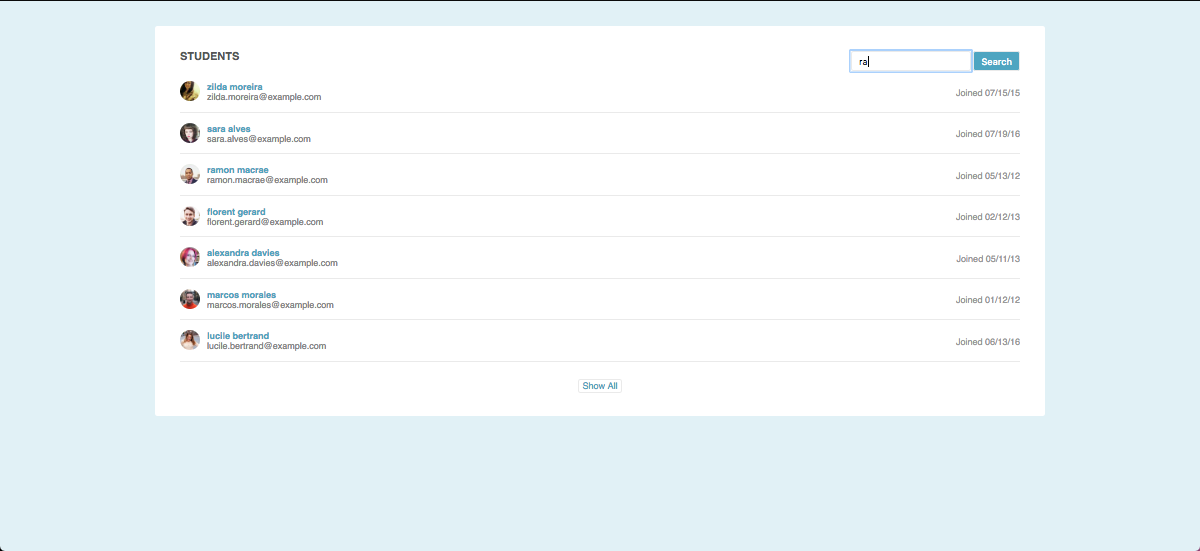 STUDENTS
ra
Search
zilda moreira
zilda.moreira@example.com
Joined 07/15/15
sara alves
sara.alves@example.com
Joined 07/19/16
ramon macrae
ramon.macrae@example.com
Joined 05/13/12
florent gerard
florent.gerard@example.com
Joined 02/12/13
alexandra davies
alexandra.davies@example.com
Joined 05/11/13
marcos morales
marcos.morales@example.com
Joined 01/12/12
lucile bertrand
lucile.bertrand@example.com
Joined 06/13/16
Show All